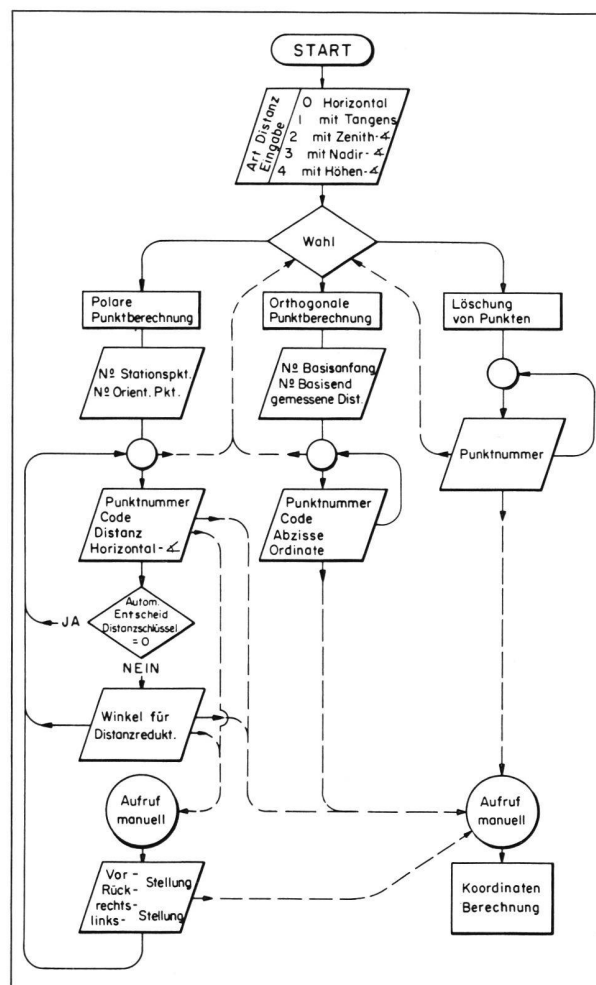 START
Art Distanz
Eingabe
0 Horizontal
1 mit Tangens
2 mit Zenith-∢
3 mit Nadir-∢
4 mit Höhen-∢
Wahl
Polare
Punktberechnung
Orthogonale
Punktberechnung
Löschung
von Punkten
Nº Stationspkt.
Nº Orient. Pkt.
Nº Basisanfang
Nº Basisend
gemessene Dist.
Punktnummer
Punktnummer
Code
Distanz
Horizontal-∢
Punktnummer
Code
Abzisse
Ordinate
Autom.
Entscheid
Distanzschlüssel
= 0
JA
NEIN
Winkel für
Distanzredukt.
Aufruf
manuell
Aufruf
manuell
Vor- Stellung
Rück-
rechts-
links- Stellung
Koordinaten
Berechnung